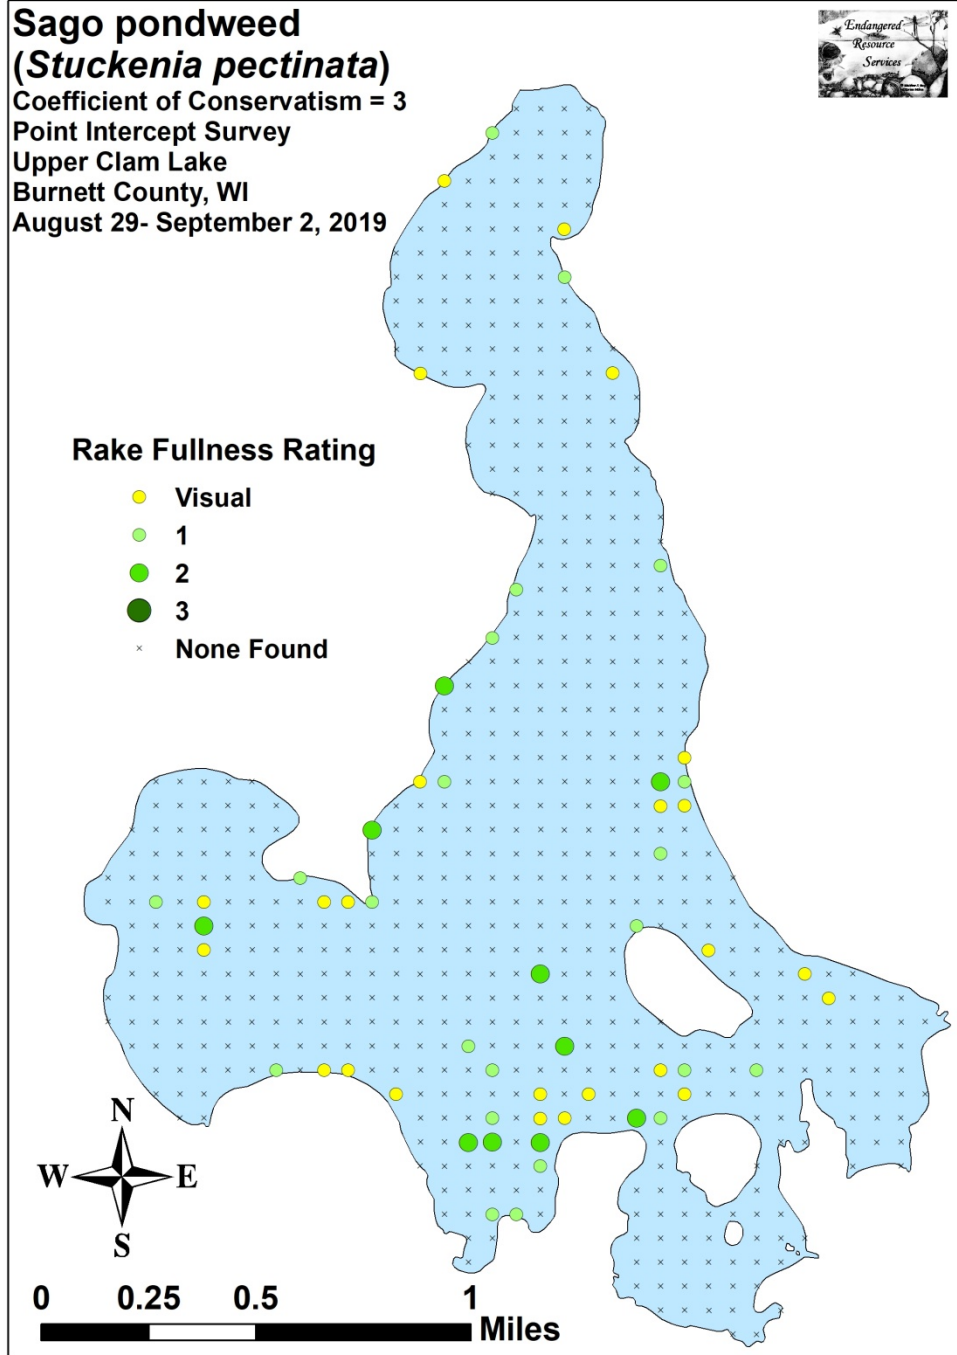 Sago pondweed
(Stuckenia pectinata)
Coefficient of Conservatism = 3
Point Intercept Survey
Upper Clam Lake
Burnett County, WI
August 29- September 2, 2019
Endangered
Resource
Services
Rake Fullness Rating
Visual
1
2
3
None Found
N
W E
S
0 0.25 0.5 1
Miles